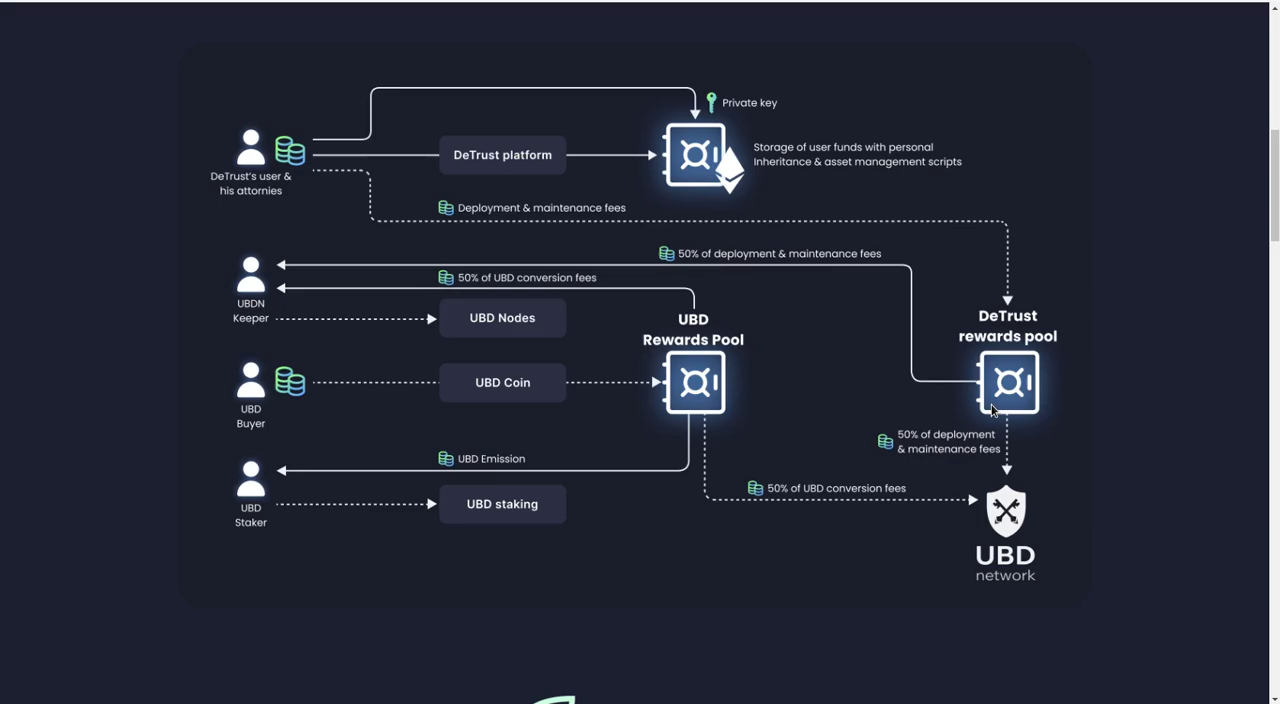 Private key
DeTrust platform
Storage of user funds with personal
Inheritance & asset management scripts
DeTrust's user &
his attornies
Deployment & maintenance fees
50% of deployment & maintenance fees
50% of UBD conversion fees
UBDN
Keeper
UBD Nodes
UBD
Rewards Pool
DeTrust
rewards pool
UBD Coin
UBD
Buyer
50% of deployment
& maintenance fees
UBD Emission
50% of UBD conversion fees
UBD staking
UBD
Staker
UBD
network